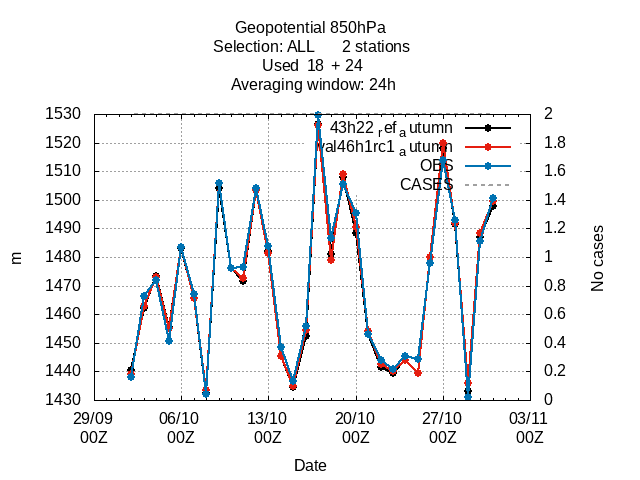 Geopotential 850hPa
Selection: ALL 2 stations
Used 18 + 24
Averaging window: 24h
1530 2
1520 1.8
1510 1.6
1500 1.4
1490 1.2
1480 1
1470 0.8
1460 0.6
1450 0.4
1440 0.2
1430 0
43h22 ref a utumn
val46h1rc1 a utumn
OBS
CASES
m
No cases
29/09 06/10 13/10 20/10 27/10 03/11
00Z 00Z 00Z 00Z 00Z 00Z
Date